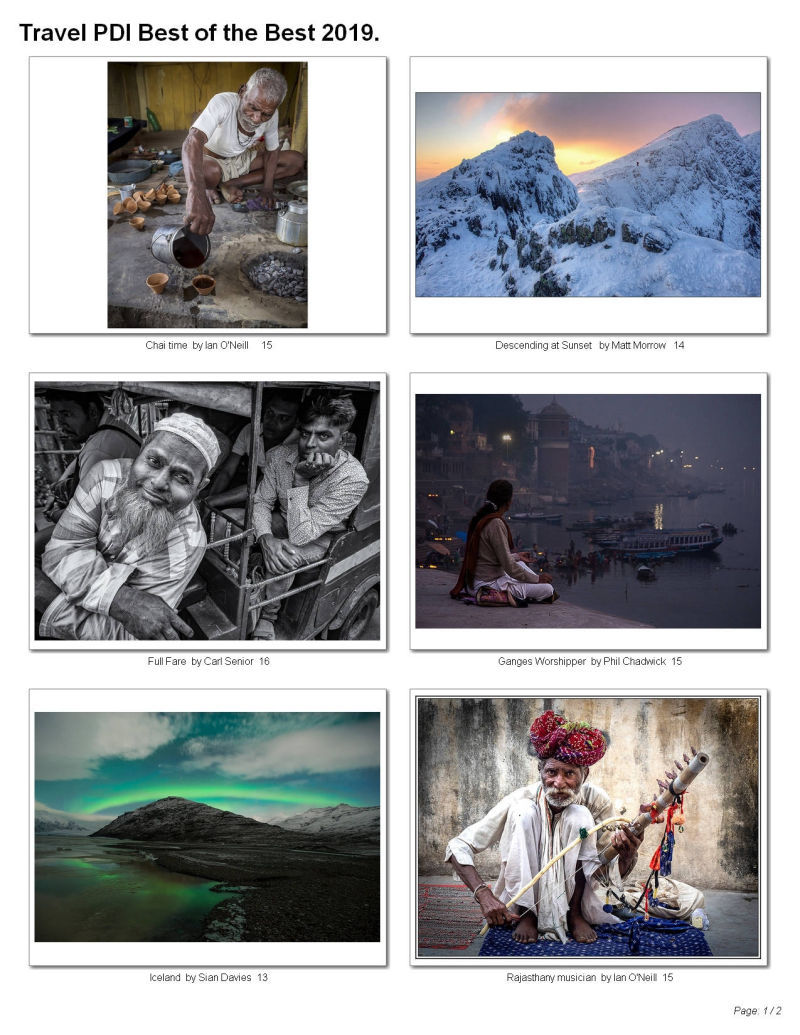 Travel PDI Best of the Best 2019.
Chai time by Ian O'Neill 15
Descending at Sunset by Matt Morrow 14
Full Fare by Carl Senior 16
Ganges Worshipper by Phil Chadwick 15
Iceland by Sian Davies 13
Rajasthany musician by Ian O'Neill 15
Page: 1 / 2